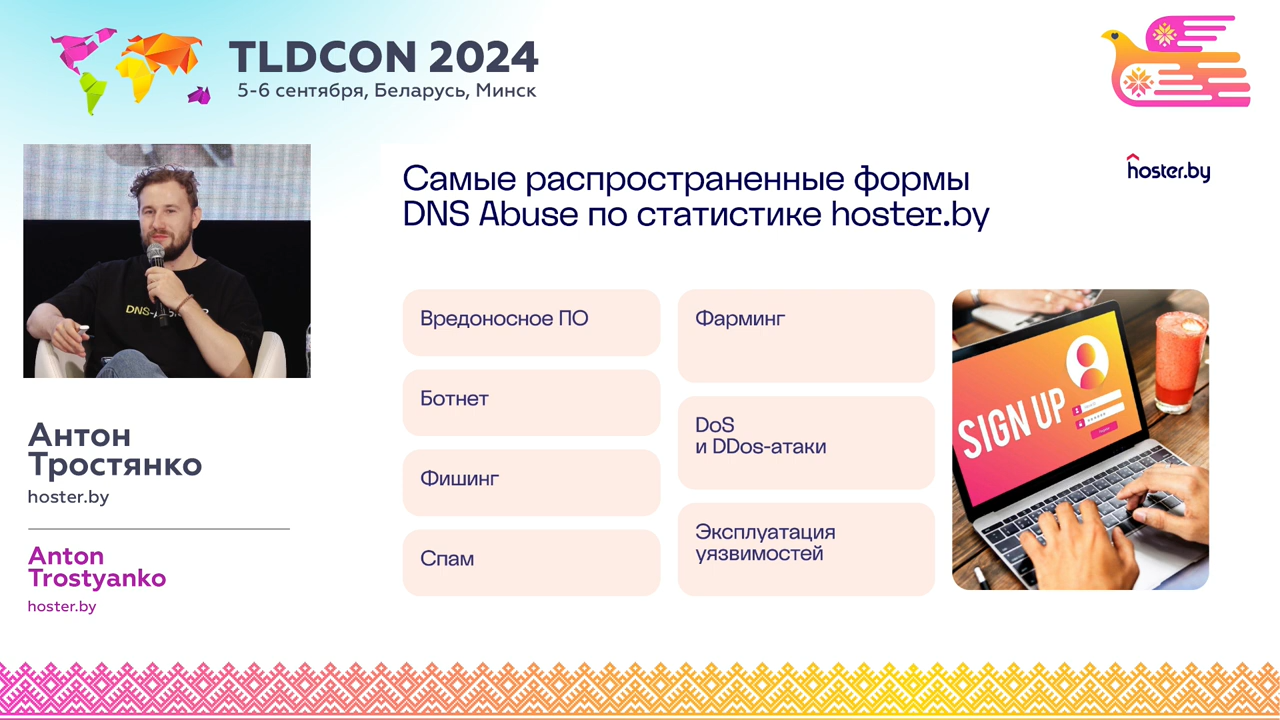 TLDCON 2024
5-6 сентября, Беларусь, Минск
hoster.by
Самые распространенные формы
DNS Abuse по статистике hoster.by
Вредоносное ПО
Ботнет
Фишинг
Спам
Фарминг
DoS
и DDos-атаки
Эксплуатация
уязвимостей
SIGN UP
Антон
Тростянко
hoster.by
Anton
Trostyanko
hoster.by